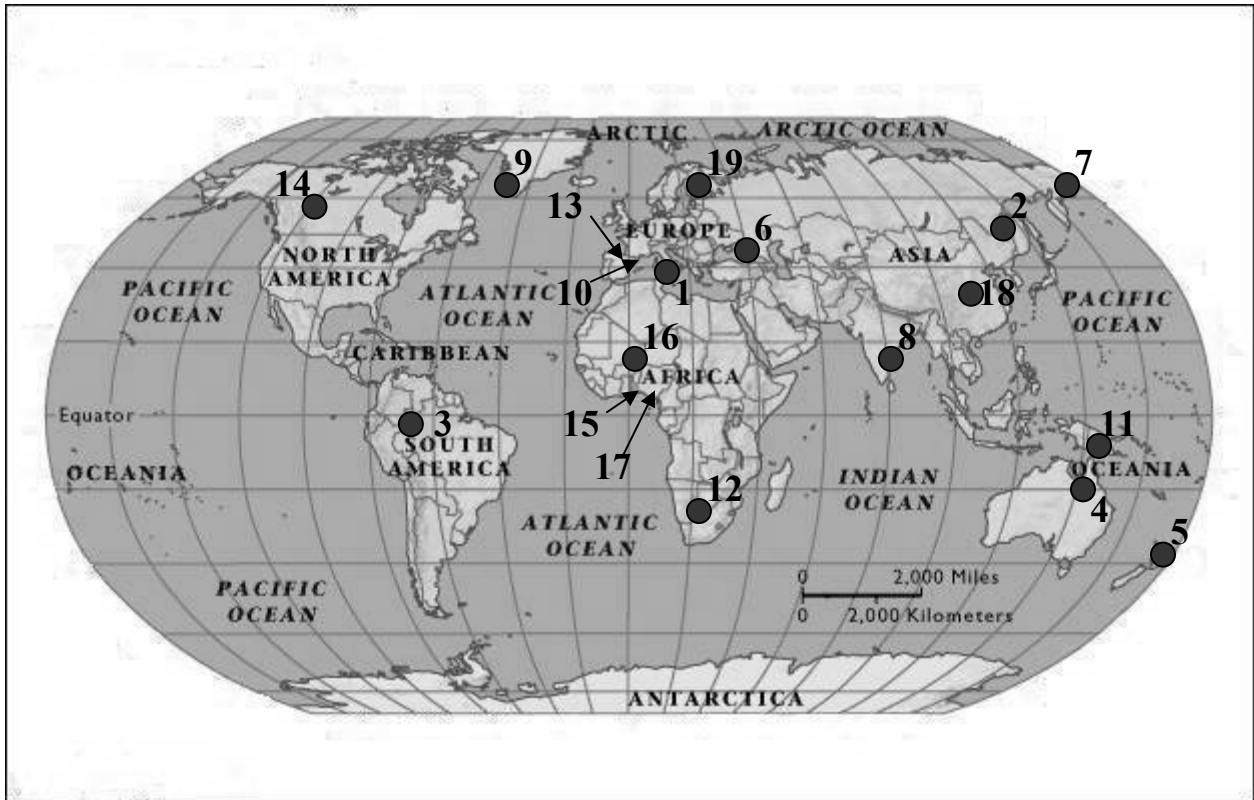 ARCTIC
ARCTIC OCEAN
9
19
7
14
13
2
EUROPE
6
NORTH
AMERICA
ASIA
10
1
18
PACIFIC
OCEAN
ATLANTIC
OCEAN
PACIFIC
OCEAN
16
8
CARIBBEAN
AFRICA
Equator
3
15
11
SOUTH
AMERICA
17
OCEANIA
OCEANIA
12
INDIAN
OCEAN
4
ATLANTIC
OCEAN
5
PACIFIC
OCEAN
0 2,000 Miles
0 2,000 Kilometers
ANTARCTICA